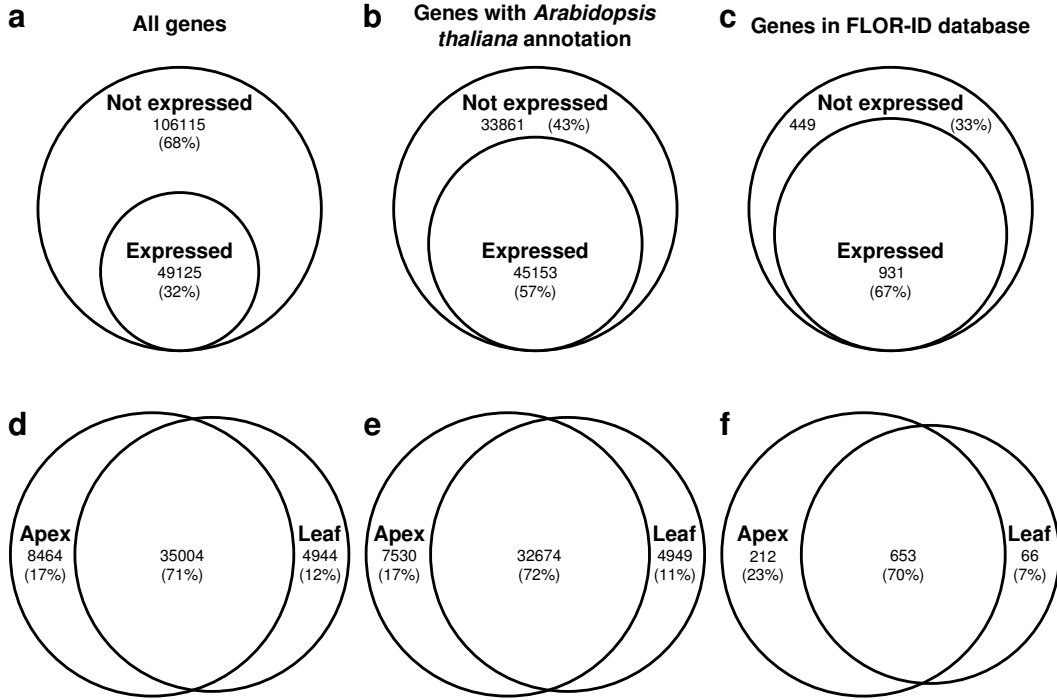 a
All genes
Not expressed
106115
(68%)
Expressed
49125
(32%)
b
Genes with Arabidopsis
thaliana annotation
Not expressed
33861 (43%)
Expressed
45153
(57%)
c
Genes in FLOR-ID database
Not expressed
449 (33%)
Expressed
931
(67%)
d
Apex
8464
(17%)
35004
(71%)
Leaf
4944
(12%)
e
Apex
7530
(17%)
32674
(72%)
Leaf
4949
(11%)
f
Apex
212
(23%)
653
(70%)
Leaf
66
(7%)